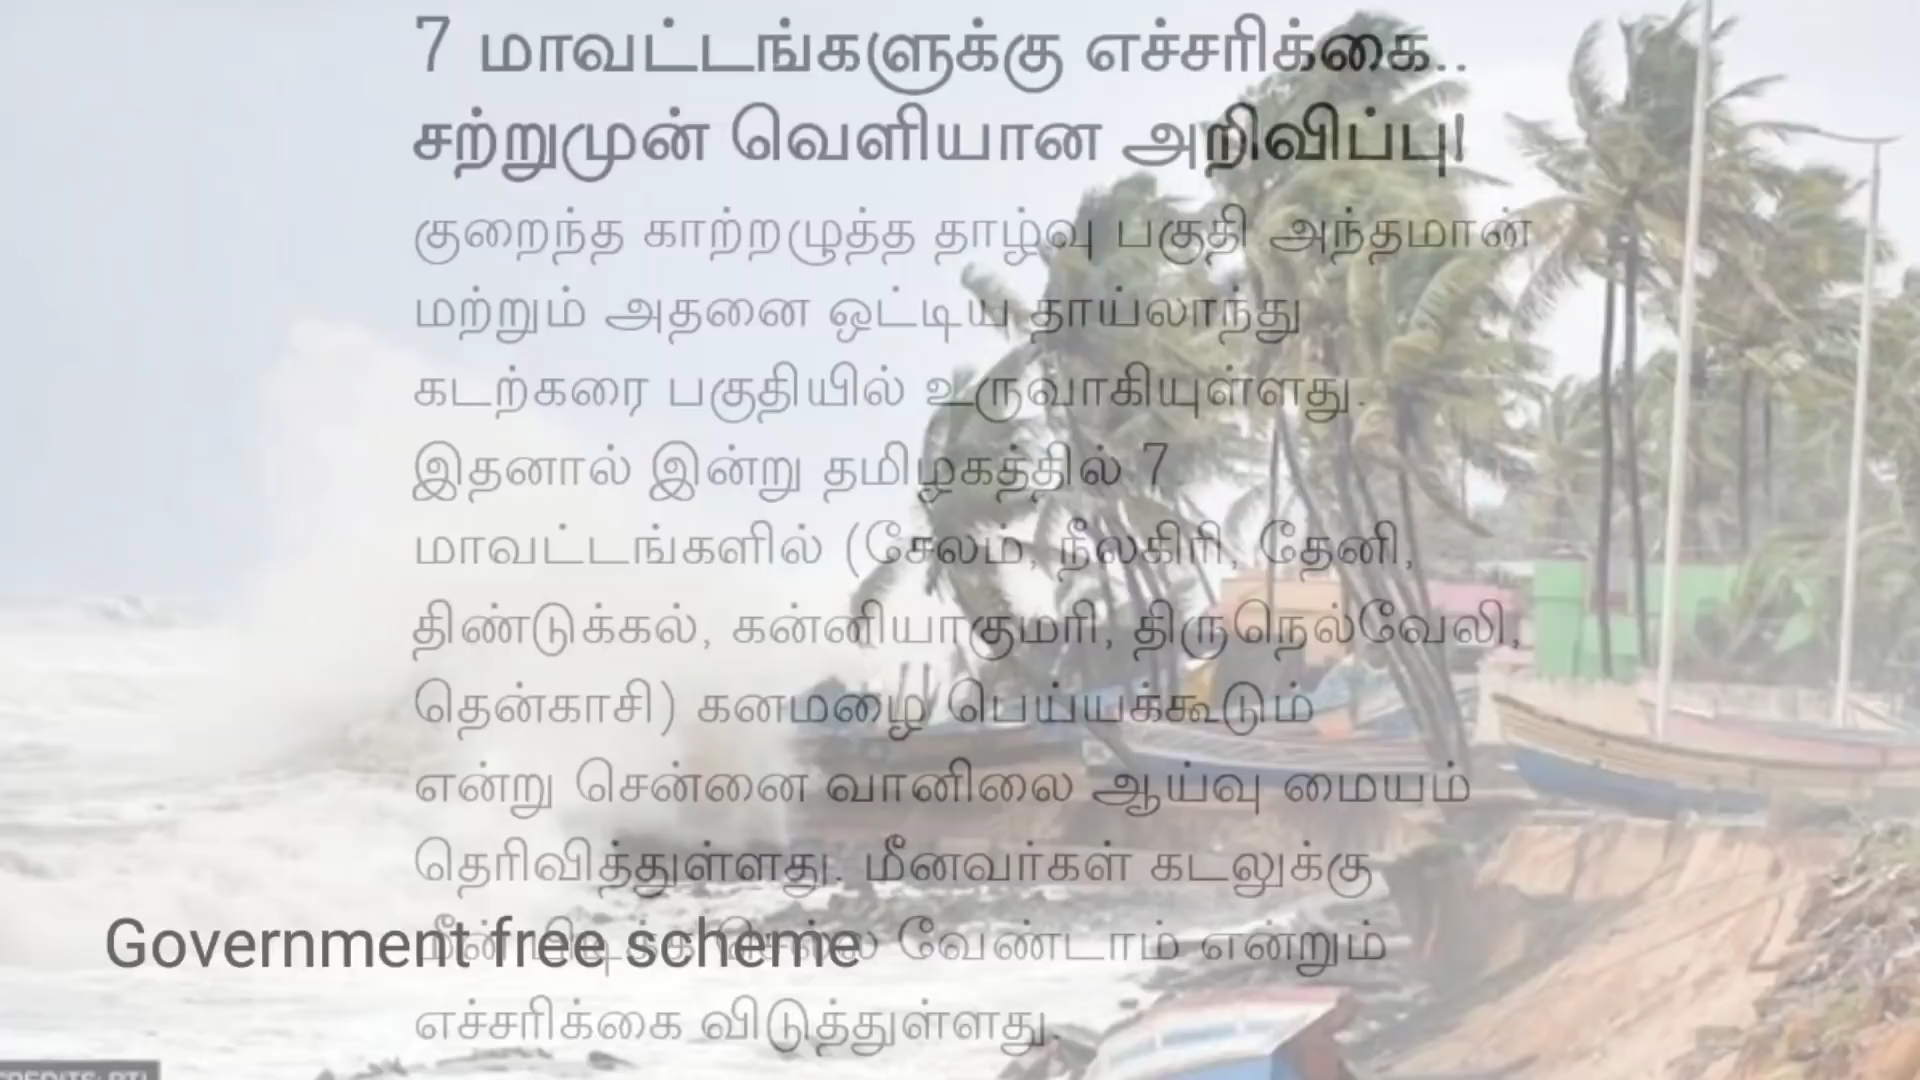 7 மாவட்டங்களுக்கு எச்சரிக்கை..
சற்றுமுன் வெளியான அறிவிப்பு!
குறைந்த காற்றழுத்த தாழ்வு பகுதி அந்தமான்
மற்றும் அதனை ஒட்டிய தாய்லாந்து
கடற்கரை பகுதியில் உருவாகியுள்ளது.
இதனால் இன்று தமிழகத்தில் 7
மாவட்டங்களில் (சேலம், நீலகிரி, தேனி,
திண்டுக்கல், கன்னியாகுமரி, திருநெல்வேலி,
தென்காசி) கனமழை பெய்யக்கூடும்
என்று சென்னை வானிலை ஆய்வு மையம்
தெரிவித்துள்ளது. மீனவர்கள் கடலுக்கு
மீன் பிடிக்க செல்ல வேண்டாம் என்றும்
Government free scheme
எச்சரிக்கை விடுத்துள்ளது.
CREDITS: PTI